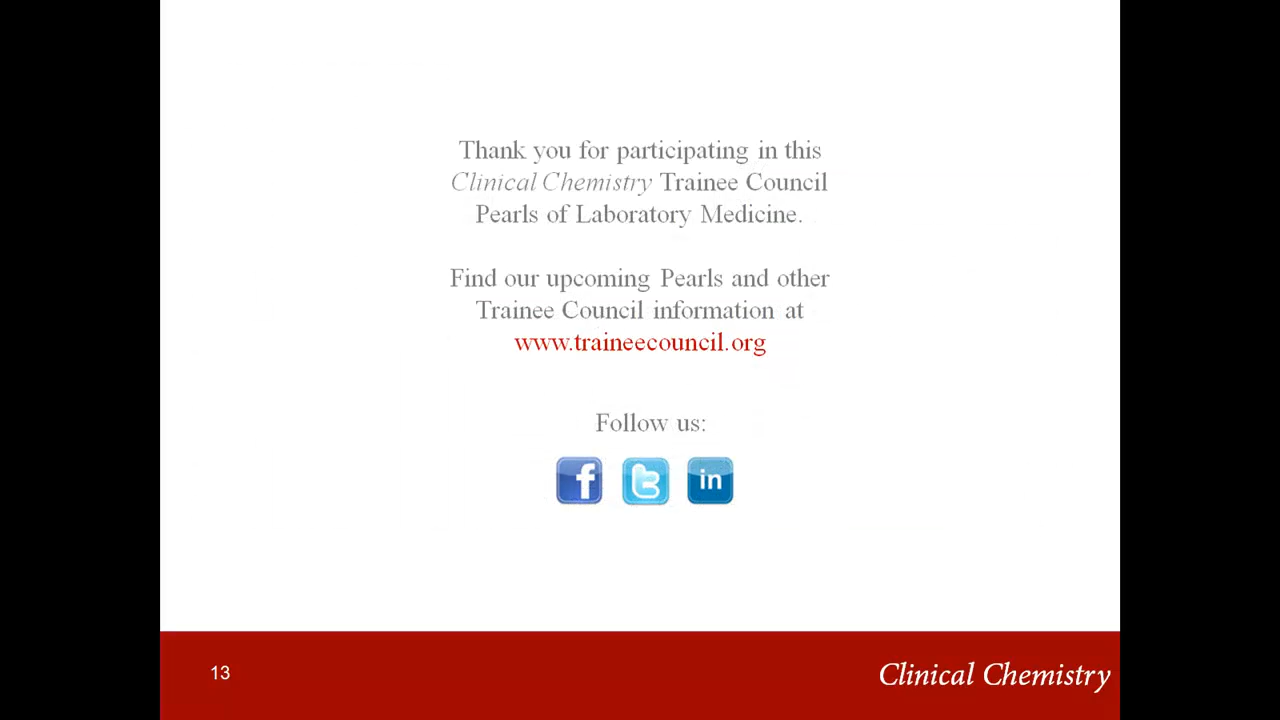 Thank you for participating in this
Clinical Chemistry Trainee Council
Pearls of Laboratory Medicine.
Find our upcoming Pearls and other
Trainee Council information at
www.traineecouncil.org
Follow us:
f t in
13
Clinical Chemistry